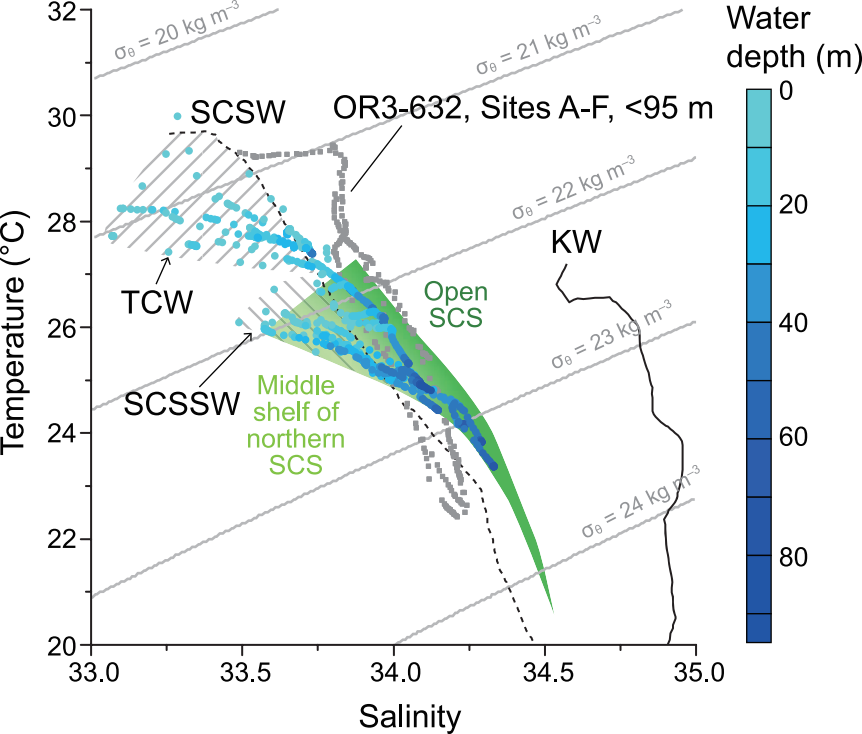 Water
depth (m)
0
20
40
60
80
32
30
28
26
24
22
20
Temperature (°C)
33.0
33.5
34.0
34.5
35.0
Salinity
σθ = 20 kg m⁻³
σθ = 21 kg m⁻³
σθ = 22 kg m⁻³
σθ = 23 kg m⁻³
σθ = 24 kg m⁻³
SCSW
OR3-632, Sites A-F, <95 m
KW
TCW
Open
SCS
SCSSW
Middle
shelf of
northern
SCS